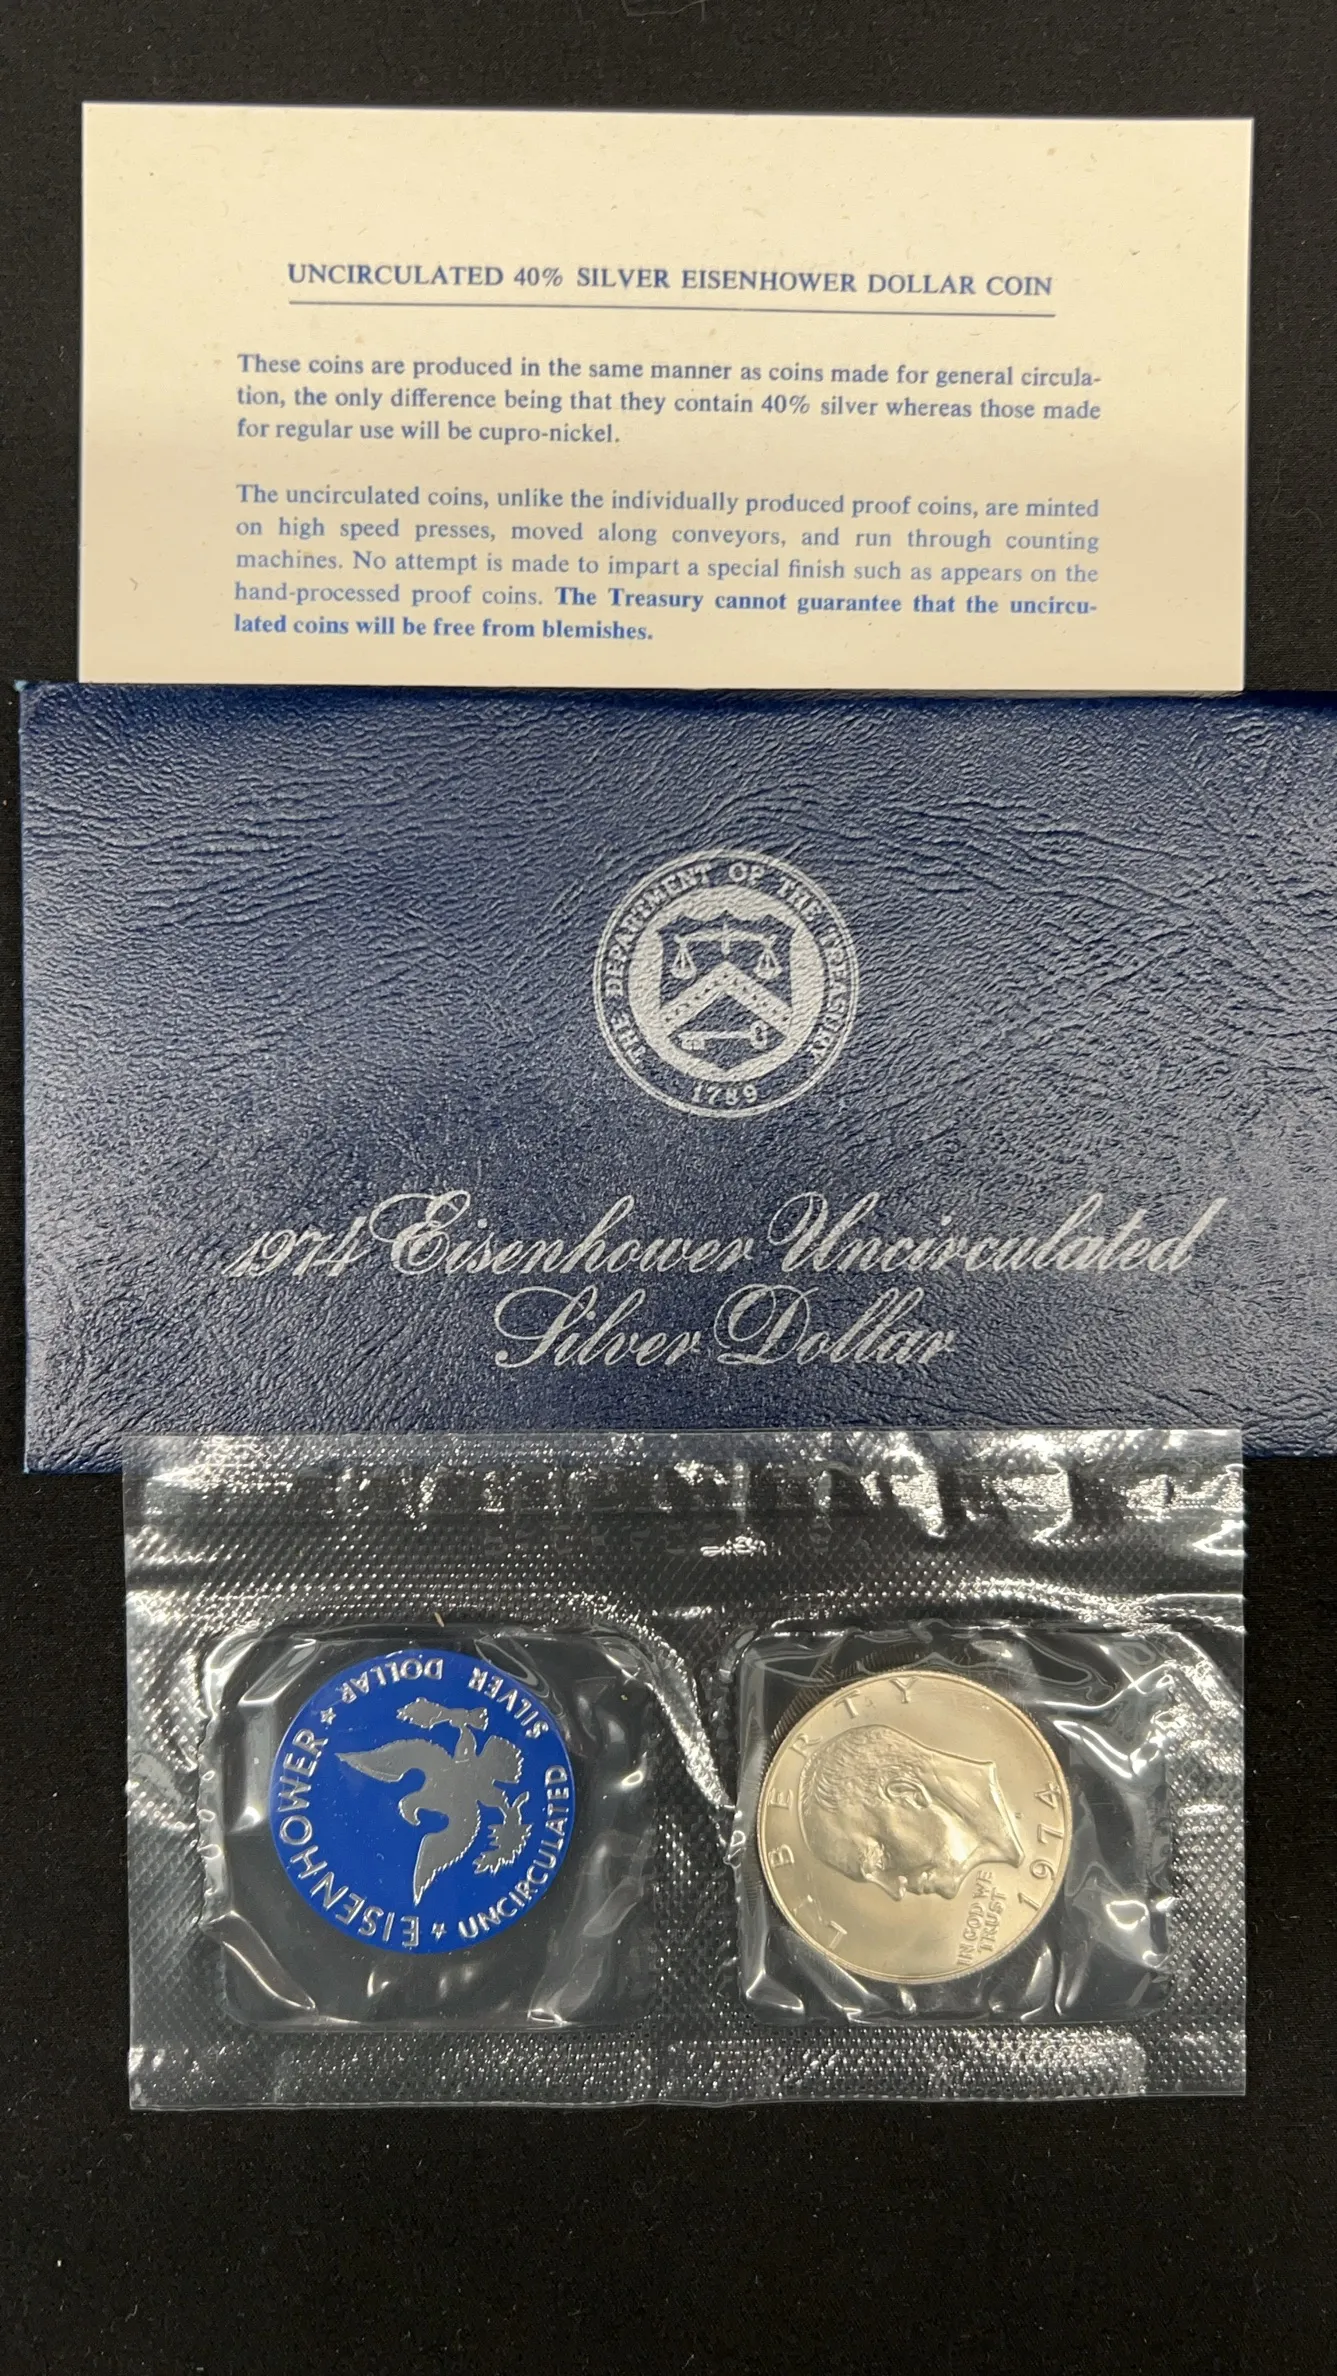 UNCIRCULATED 40% SILVER EISENHOWER DOLLAR COIN
These coins are produced in the same manner as coins made for general circula-
tion, the only difference being that they contain 40% silver whereas those made
for regular use will be cupro-nickel.
The uncirculated coins, unlike the individually produced proof coins, are minted
on high speed presses, moved along conveyors, and run through counting
machines. No attempt is made to impart a special finish such as appears on the
hand-processed proof coins. The Treasury cannot guarantee that the uncircu-
lated coins will be free from blemishes.
THE DEPARTMENT OF THE TREASURY
1789
1974 Eisenhower Uncirculated
Silver Dollar
EISENHOWER ★ DOLLAR SILVER UNCIRCULATED ★
LIBERTY
IN GOD WE
TRUST
1974